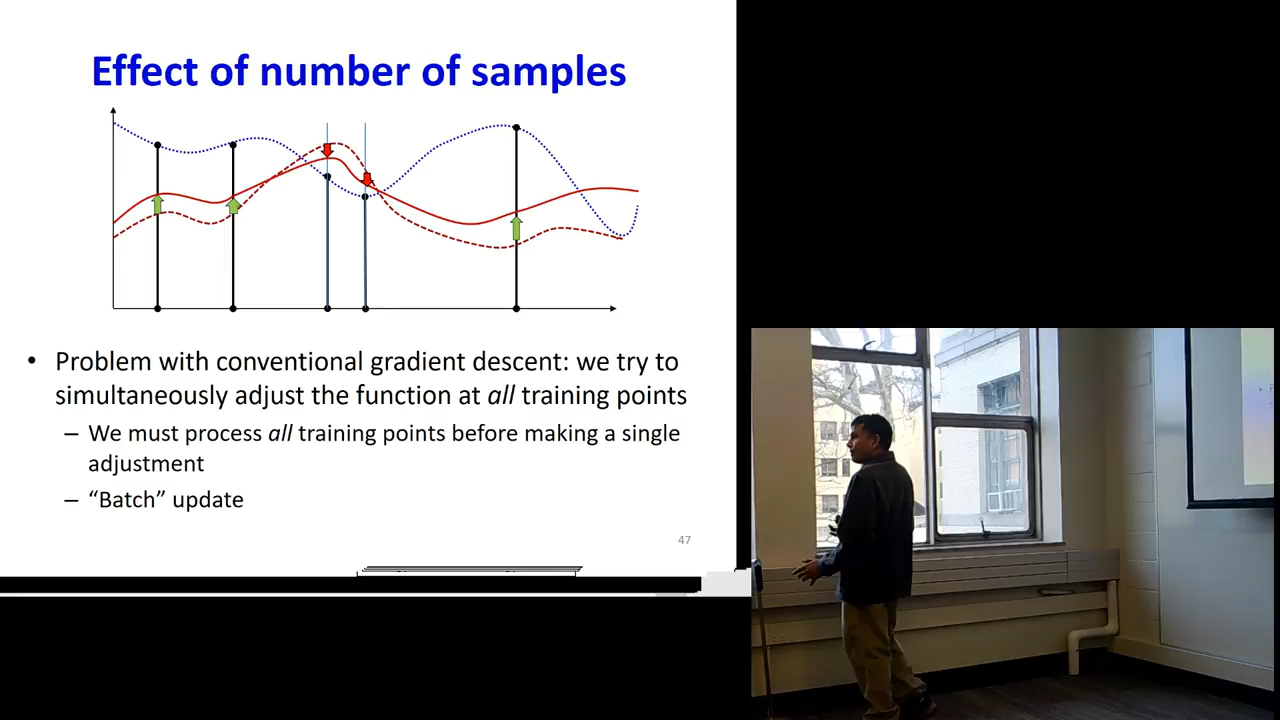 Effect of number of samples
• Problem with conventional gradient descent: we try to
simultaneously adjust the function at all training points
– We must process all training points before making a single
adjustment
– “Batch” update
47